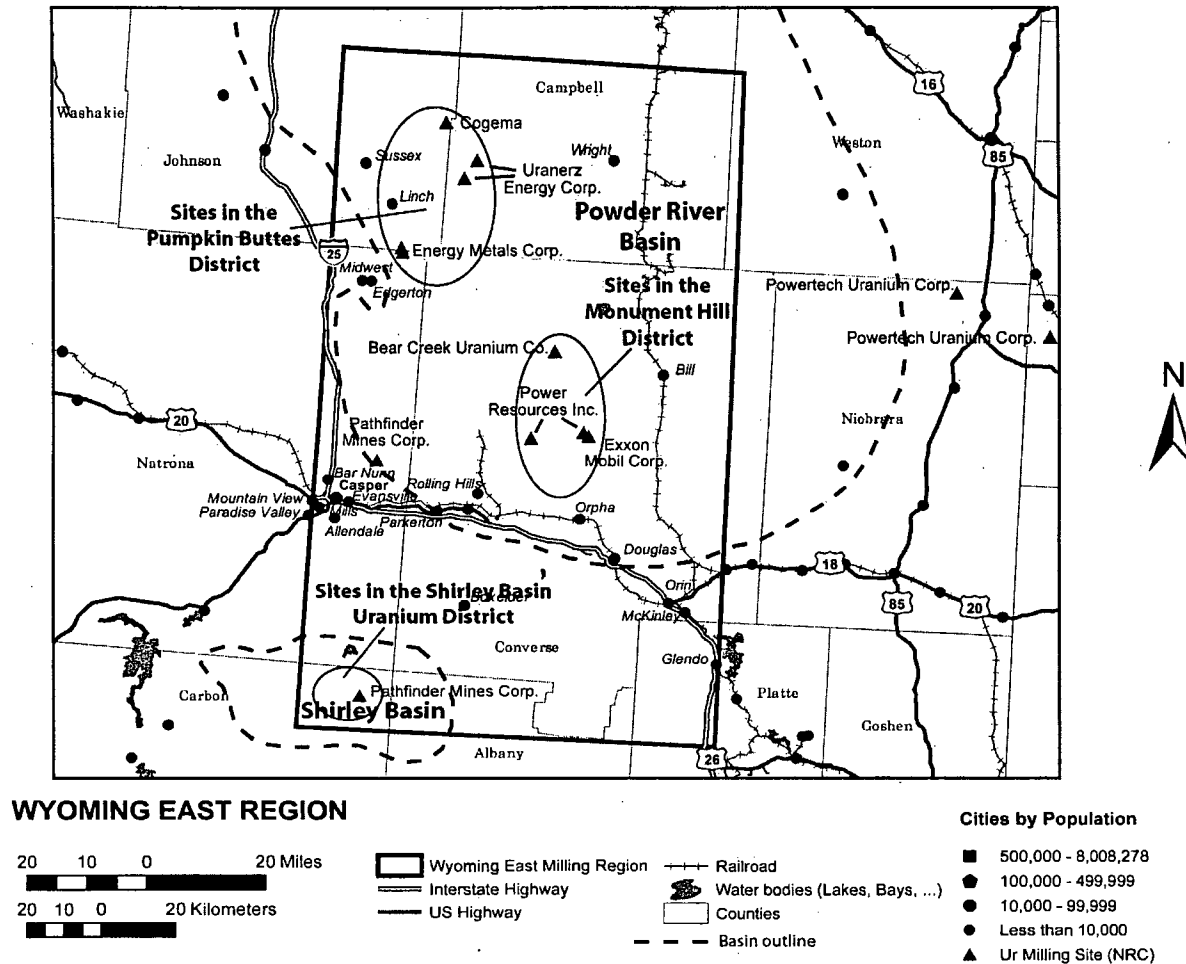 Campbell
16
Washakie
Cogema
Weston
Wright
85
Johnson
Sussex
Uranerz
Energy Corp.
Linch
Sites in the
Pumpkin Buttes
District
Powder River
Basin
25
Energy Metals Corp.
Midwest
Edgerton
Sites in the
Monument Hill
District
Powertech Uranium Corp.
Powertech Uranium Corp.
Bear Creek Uranium Co.
Bill
N
Power
Resources Inc.
20
Niobrara
Pathfinder
Mines Corp.
Exxon
Mobil Corp.
Natrona
Bar Nunn
Casper
Rolling Hills
Mountain View
Evansville
Paradise Valley
Mills
Orpha
Allendale
Parkerton
Douglas
18
Sites in the Shirley Basin
Uranium District
Orin
85
20
McKinley
Converse
Glendo
Carbon
Pathfinder Mines Corp.
Platte
Shirley Basin
Goshen
Albany
26
WYOMING EAST REGION
20 10 0 20 Miles
20 10 0 20 Kilometers
Wyoming East Milling Region
Interstate Highway
US Highway
Railroad
Water bodies (Lakes, Bays, ...)
Counties
Basin outline
Cities by Population
500,000 - 8,008,278
100,000 - 499,999
10,000 - 99,999
Less than 10,000
Ur Milling Site (NRC)